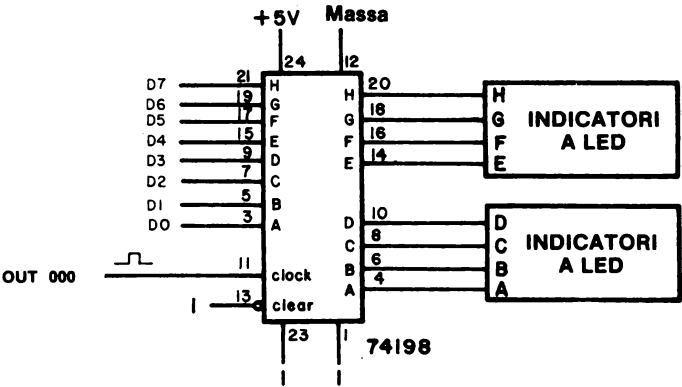 +5V Massa
24 12
D7 21 H H 20 H
D6 19 G G 18 G
D5 17 F F 16 F
D4 15 E E 14 E
INDICATORI
A LED
D3 9 D
D2 7 C
D1 5 B
D0 3 A
D 10 D
C 8 C
B 6 B
A 4 A
INDICATORI
A LED
OUT 000 11 clock
1 13 clear
23 1 74198
1 1